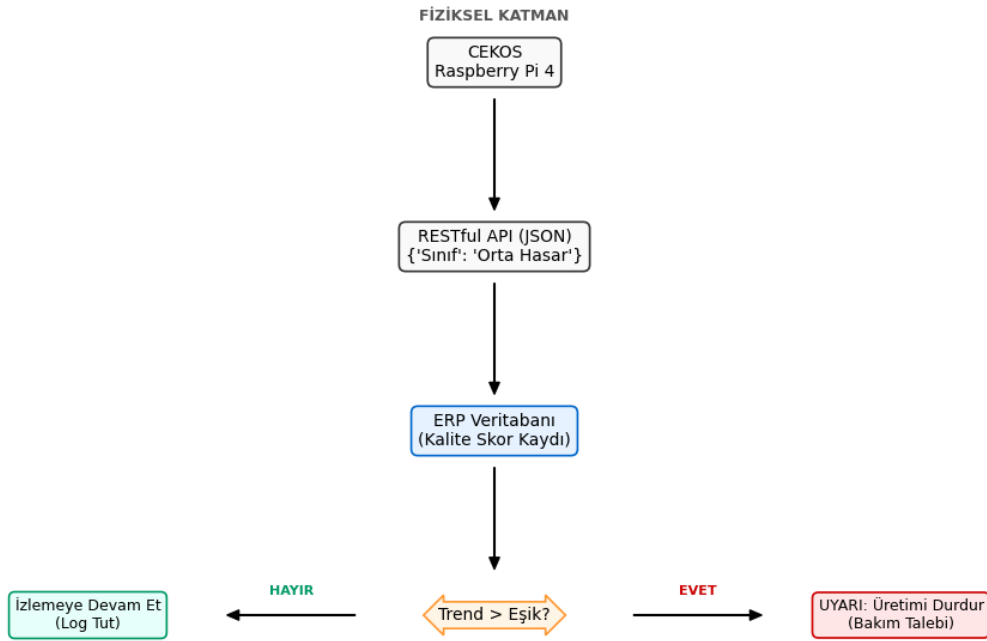 FİZİKSEL KATMAN
CEKOS
Raspberry Pi 4
RESTful API (JSON)
{'Sınıf': 'Orta Hasar'}
ERP Veritabanı
(Kalite Skor Kaydı)
HAYIR
EVET
İzlemeye Devam Et
(Log Tut)
Trend > Eşik?
UYARI: Üretimi Durdur
(Bakım Talebi)